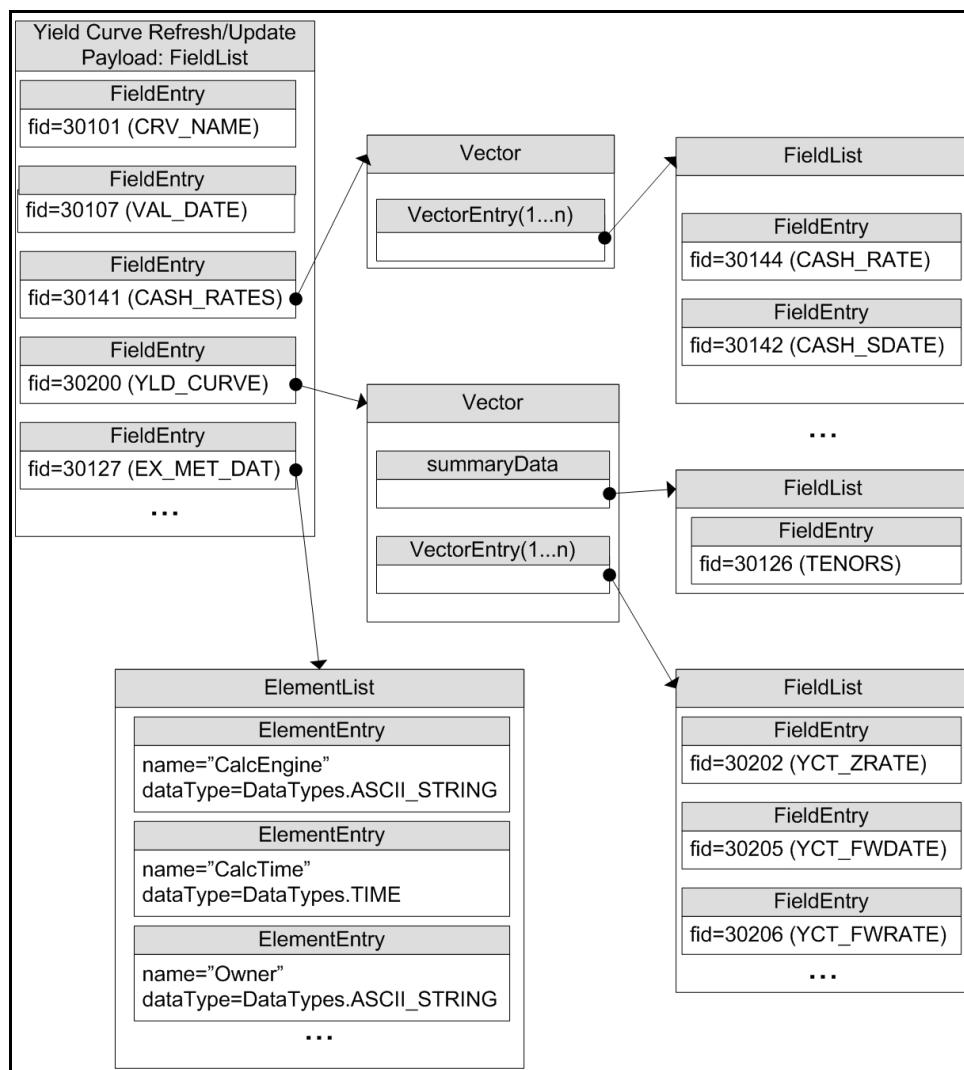 Yield Curve Refresh/Update
Payload: FieldList
FieldEntry
fid=30101 (CRV_NAME)
FieldEntry
fid=30107 (VAL_DATE)
FieldEntry
fid=30141 (CASH_RATES)
FieldEntry
fid=30200 (YLD_CURVE)
FieldEntry
fid=30127 (EX_MET_DAT)
...
Vector
VectorEntry(1...n)
FieldList
FieldEntry
fid=30144 (CASH_RATE)
FieldEntry
fid=30142 (CASH_SDATE)
...
Vector
summaryData
VectorEntry(1...n)
FieldList
FieldEntry
fid=30126 (TENORS)
FieldList
FieldEntry
fid=30202 (YCT_ZRATE)
FieldEntry
fid=30205 (YCT_FWDATE)
FieldEntry
fid=30206 (YCT_FWRATE)
...
ElementList
ElementEntry
name=”CalcEngine”
dataType=DataTypes.ASCII_STRING
ElementEntry
name=”CalcTime”
dataType=DataTypes.TIME
ElementEntry
name=”Owner”
dataType=DataTypes.ASCII_STRING
...